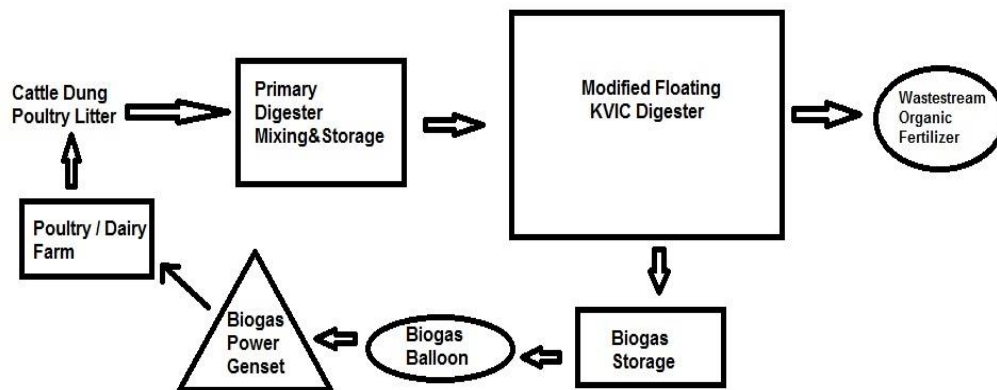 Cattle Dung
Poultry Litter
Primary
Digester
Mixing&Storage
Modified Floating
KVIC Digester
Wastestream
Organic
Fertilizer
Poultry / Dairy
Farm
Biogas
Power
Genset
Biogas
Balloon
Biogas
Storage